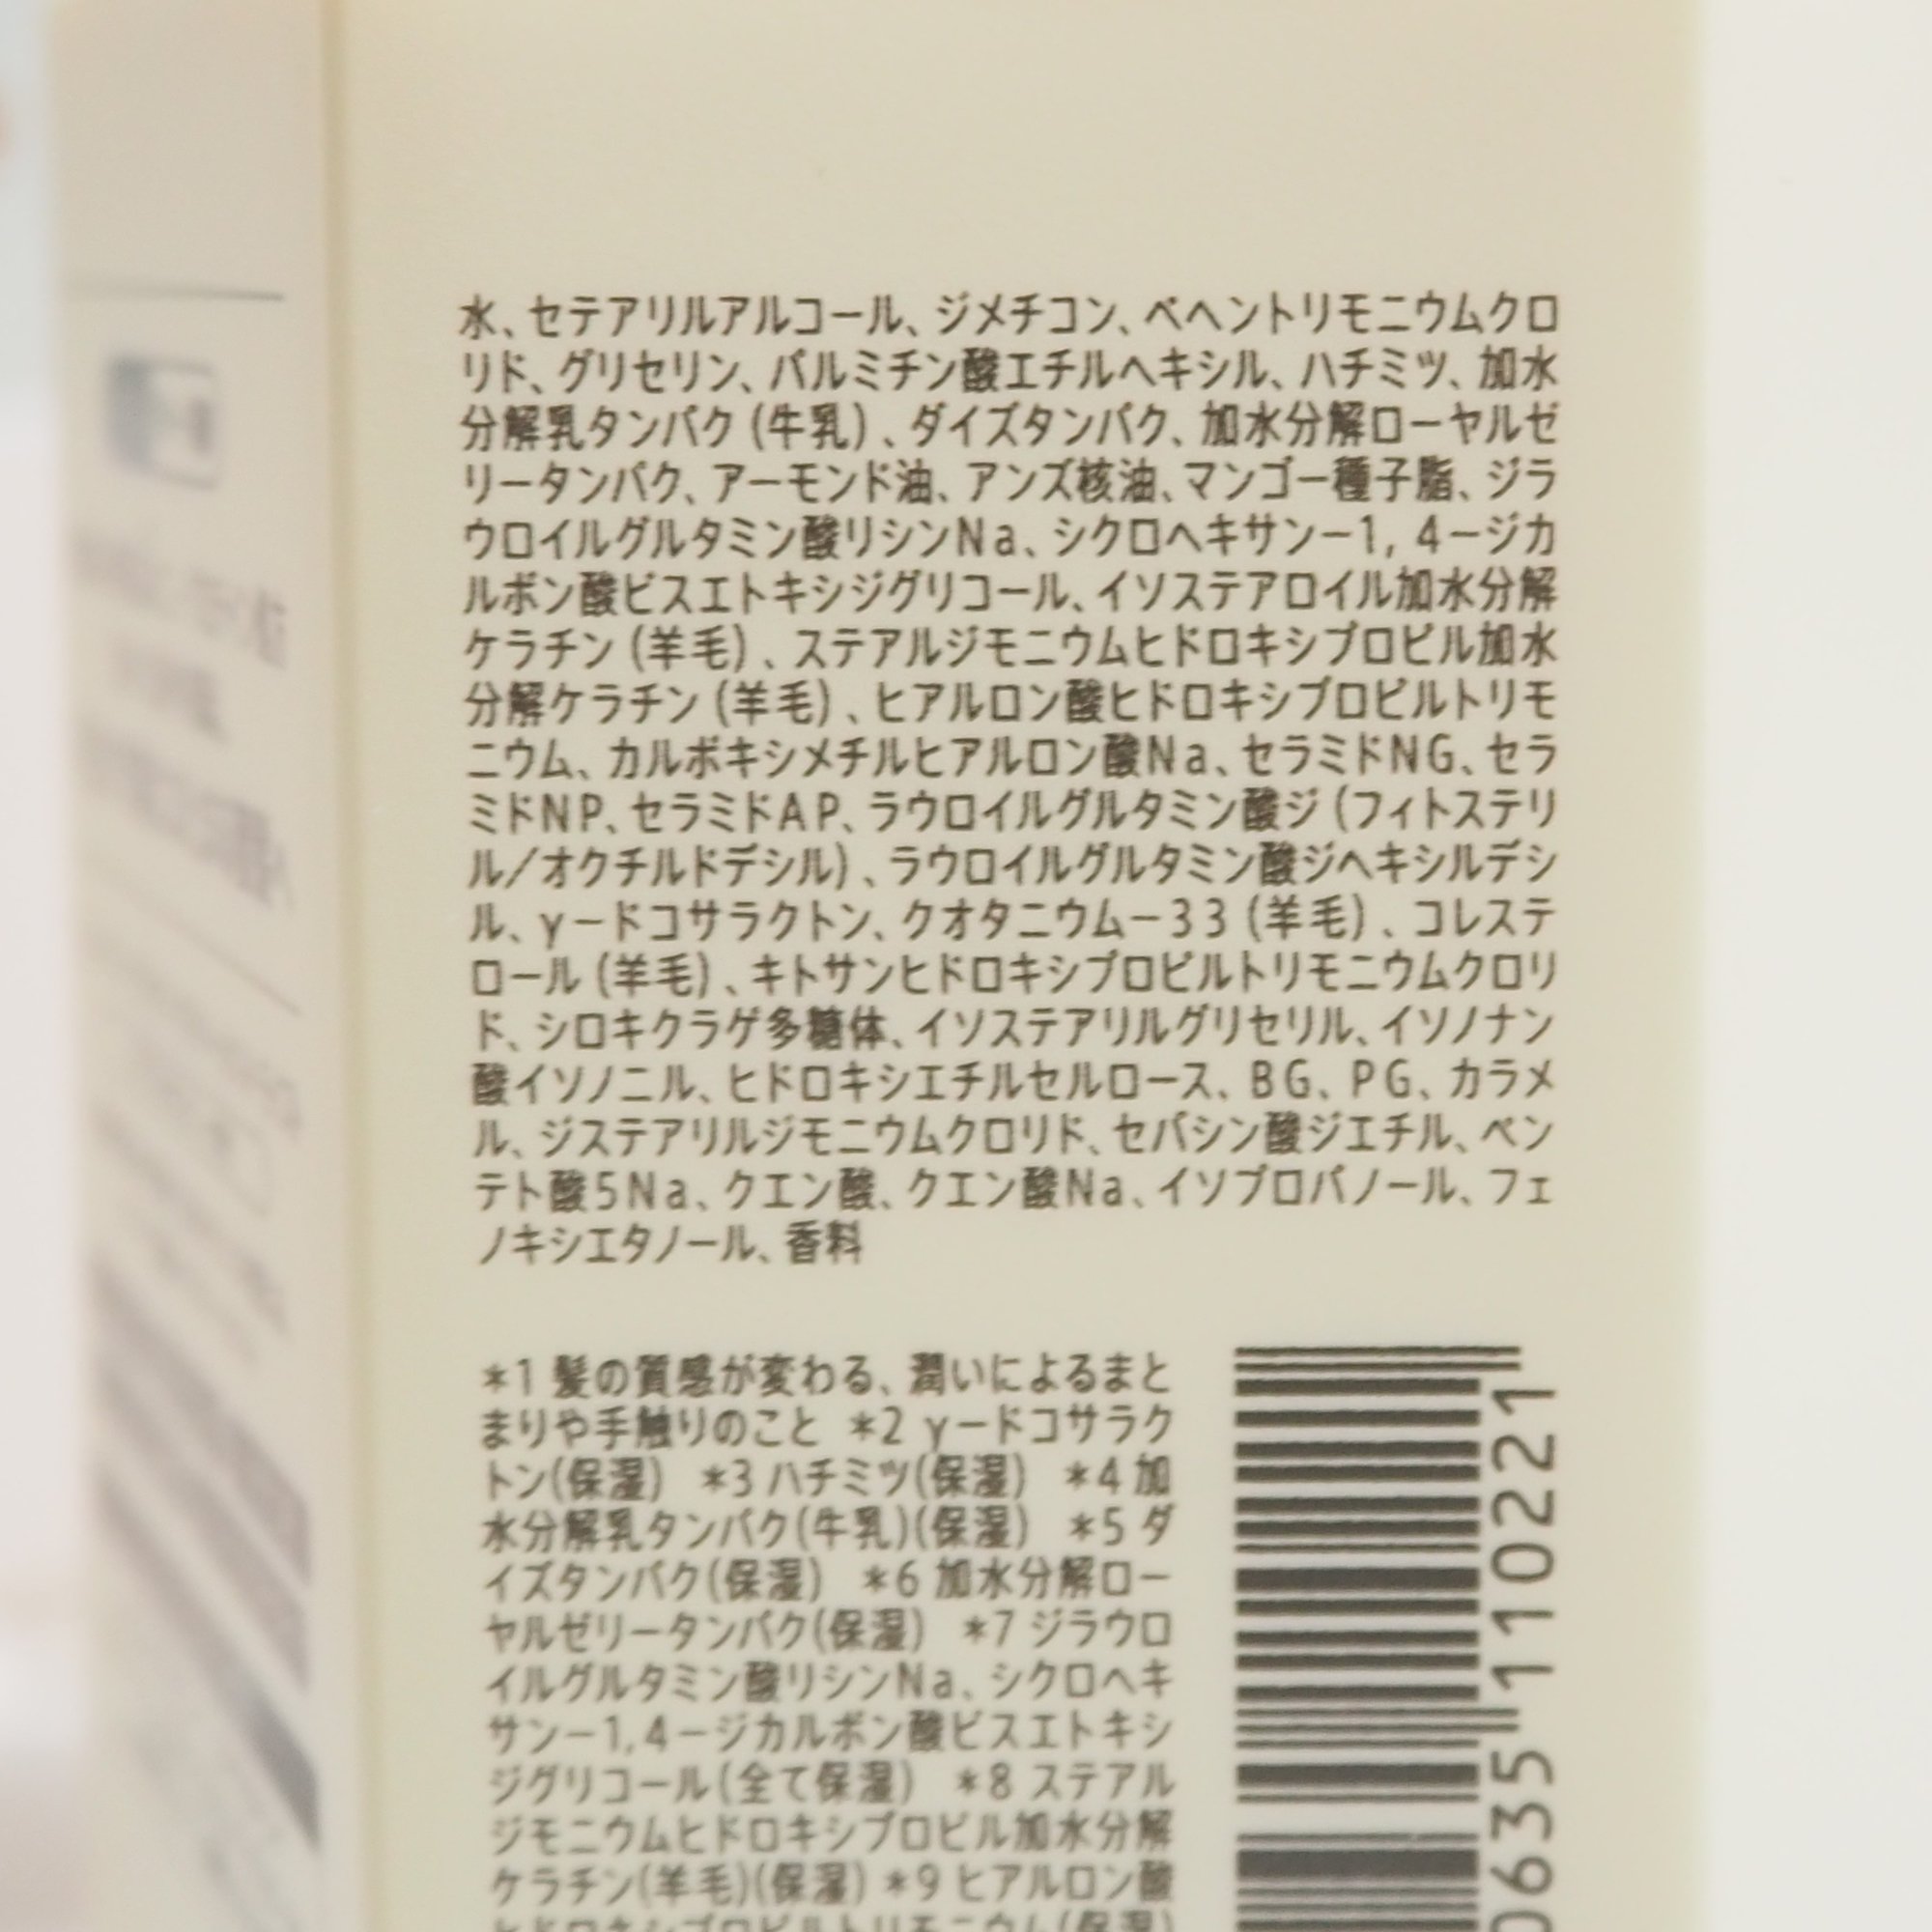 水、セテアリルアルコール、ジメチコン、ベヘントリモニウムクロ
リド、グリセリン、パルミチン酸エチルヘキシル、ハチミツ、加水
分解乳タンパク（牛乳）、ダイズタンパク、加水分解ローヤルゼ
リータンパク、アーモンド油、アンズ核油、マンゴー種子脂、ジラ
ウロイルグルタミン酸リシンNa、シクロヘキサン－1, 4－ジカ
ルボン酸ビスエトキシジグリコール、イソステアロイル加水分解
ケラチン（羊毛）、ステアルジモニウムヒドロキシプロピル加水
分解ケラチン（羊毛）、ヒアルロン酸ヒドロキシプロピルトリモ
ニウム、カルボキシメチルヒアルロン酸Na、セラミドNG、セラ
ミドNP、セラミドAP、ラウロイルグルタミン酸ジ（フィトステリ
ル／オクチルドデシル）、ラウロイルグルタミン酸ジヘキシルデシ
ル、γ－ドコサラクトン、クオタニウム－33（羊毛）、コレステ
ロール（羊毛）、キトサンヒドロキシプロピルトリモニウムクロリ
ド、シロキクラゲ多糖体、イソステアリルグリセリル、イソノナン
酸イソノニル、ヒドロキシエチルセルロース、BG、PG、カラメ
ル、ジステアリルジモニウムクロリド、セバシン酸ジエチル、ペン
テト酸5Na、クエン酸、クエン酸Na、イソプロパノール、フェ
ノキシエタノール、香料
*1 髪の質感が変わる、潤いによるまと
まりや手触りのこと *2 γ－ドコサラク
トン(保湿) *3 ハチミツ(保湿) *4 加
水分解乳タンパク(牛乳)(保湿) *5 ダ
イズタンパク(保湿) *6 加水分解ロー
ヤルゼリータンパク(保湿) *7 ジラウロ
イルグルタミン酸リシンNa、シクロヘキ
サン－1,4－ジカルボン酸ビスエトキシ
ジグリコール(全て保湿) *8 ステアル
ジモニウムヒドロキシプロピル加水分解
ケラチン(羊毛)(保湿) *9 ヒアルロン酸
ヒドロキシプロピルトリモニウム(保湿)
0635 110221